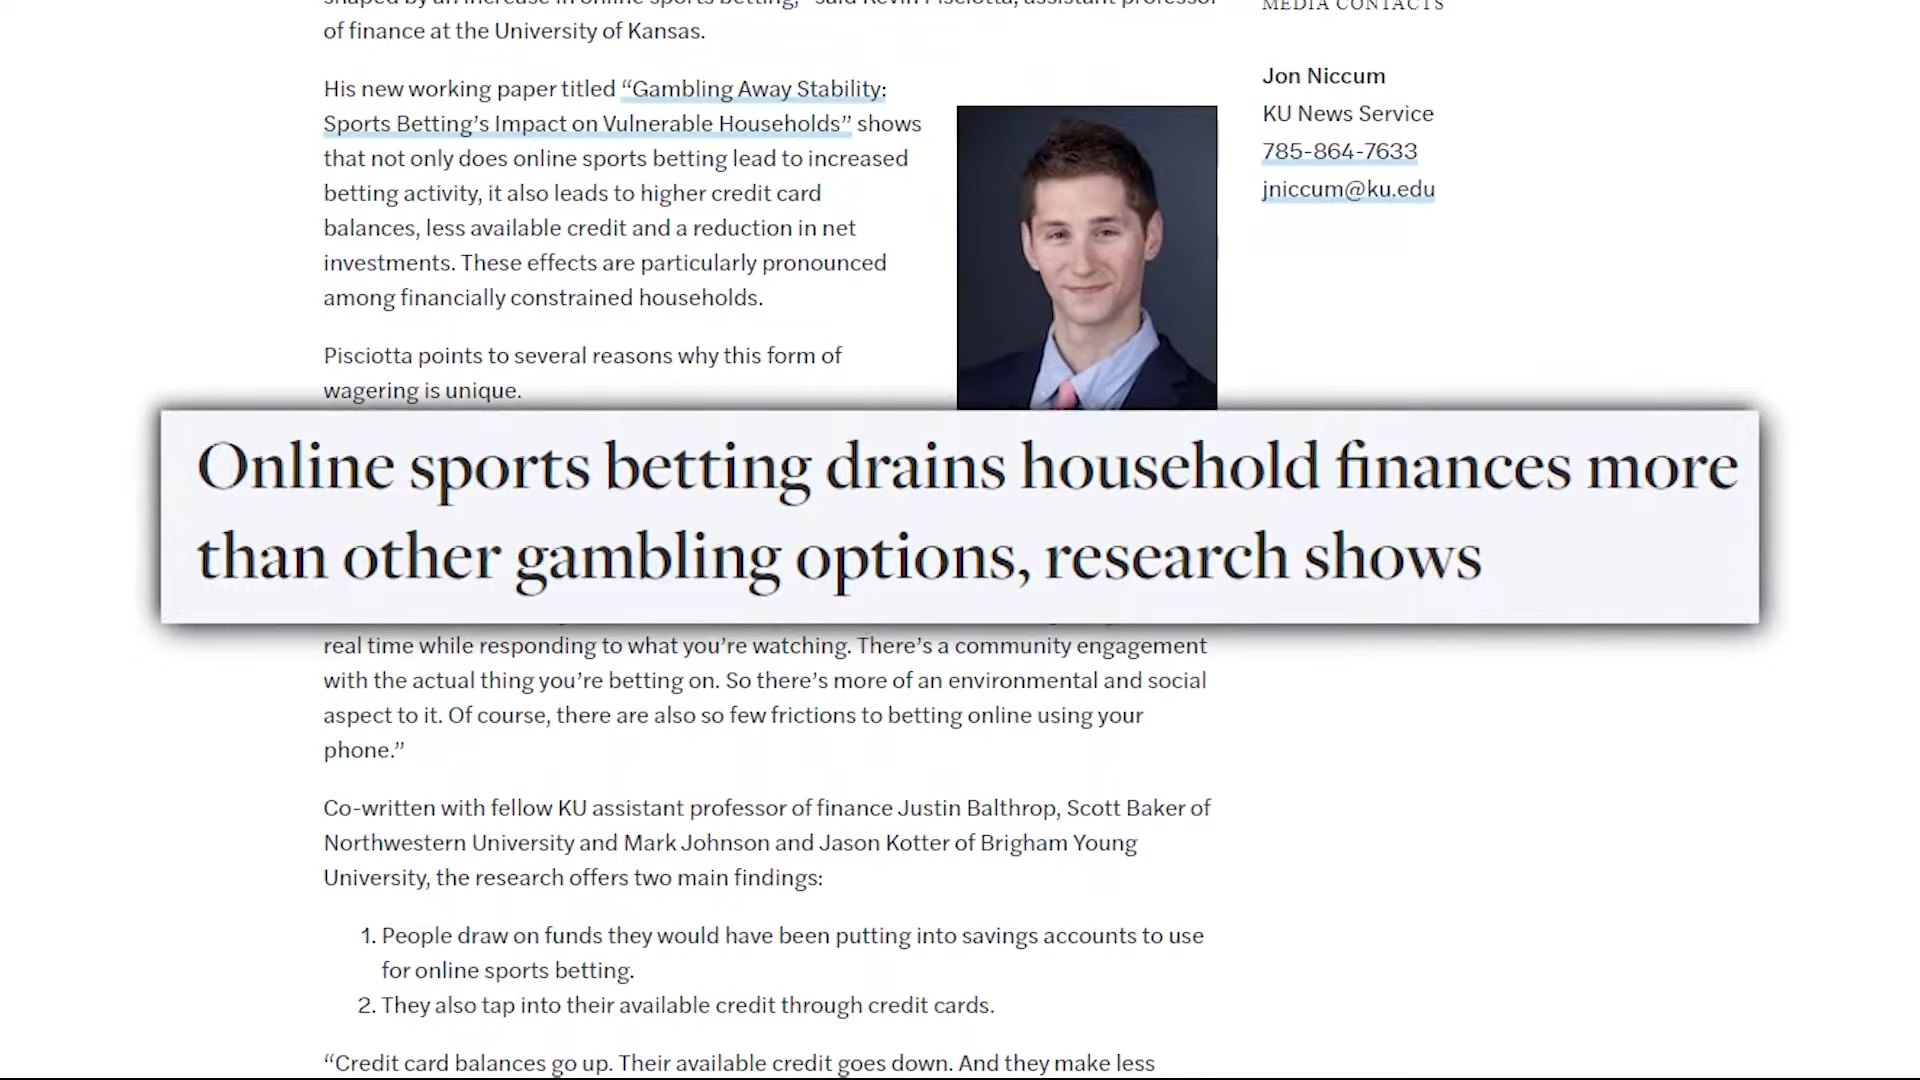 shaped by an increase in online sports betting," said Kevin Pisciotta, assistant professor
of finance at the University of Kansas.
His new working paper titled “Gambling Away Stability:
Sports Betting’s Impact on Vulnerable Households” shows
that not only does online sports betting lead to increased
betting activity, it also leads to higher credit card
balances, less available credit and a reduction in net
investments. These effects are particularly pronounced
among financially constrained households.
Pisciotta points to several reasons why this form of
wagering is unique.
Online sports betting drains household finances more
than other gambling options, research shows
real time while responding to what you’re watching. There’s a community engagement
with the actual thing you’re betting on. So there’s more of an environmental and social
aspect to it. Of course, there are also so few frictions to betting online using your
phone.”
Co-written with fellow KU assistant professor of finance Justin Balthrop, Scott Baker of
Northwestern University and Mark Johnson and Jason Kotter of Brigham Young
University, the research offers two main findings:
1. People draw on funds they would have been putting into savings accounts to use
for online sports betting.
2. They also tap into their available credit through credit cards.
“Credit card balances go up. Their available credit goes down. And they make less
MEDIA CONTACTS
Jon Niccum
KU News Service
785-864-7633
jniccum@ku.edu